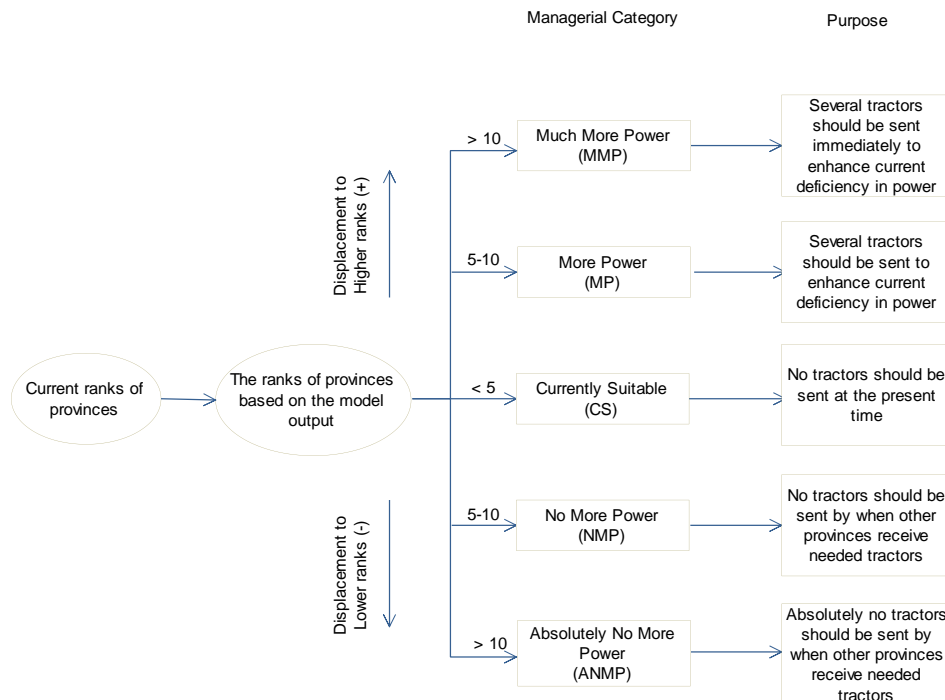 Managerial Category
Purpose
> 10
Much More Power
(MMP)
Several tractors
should be sent
immediately to
enhance current
deficiency in power
Displacement to
Higher ranks (+)
5-10
More Power
(MP)
Several tractors
should be sent to
enhance current
deficiency in power
Current ranks of
provinces
The ranks of provinces
based on the model
output
< 5
Currently Suitable
(CS)
No tractors should be
sent at the present
time
Displacement to
Lower ranks (-)
5-10
No More Power
(NMP)
No tractors should be
sent by when other
provinces receive
needed tractors
> 10
Absolutely No More
Power
(ANMP)
Absolutely no tractors
should be sent by
when other provinces
receive needed
tractors